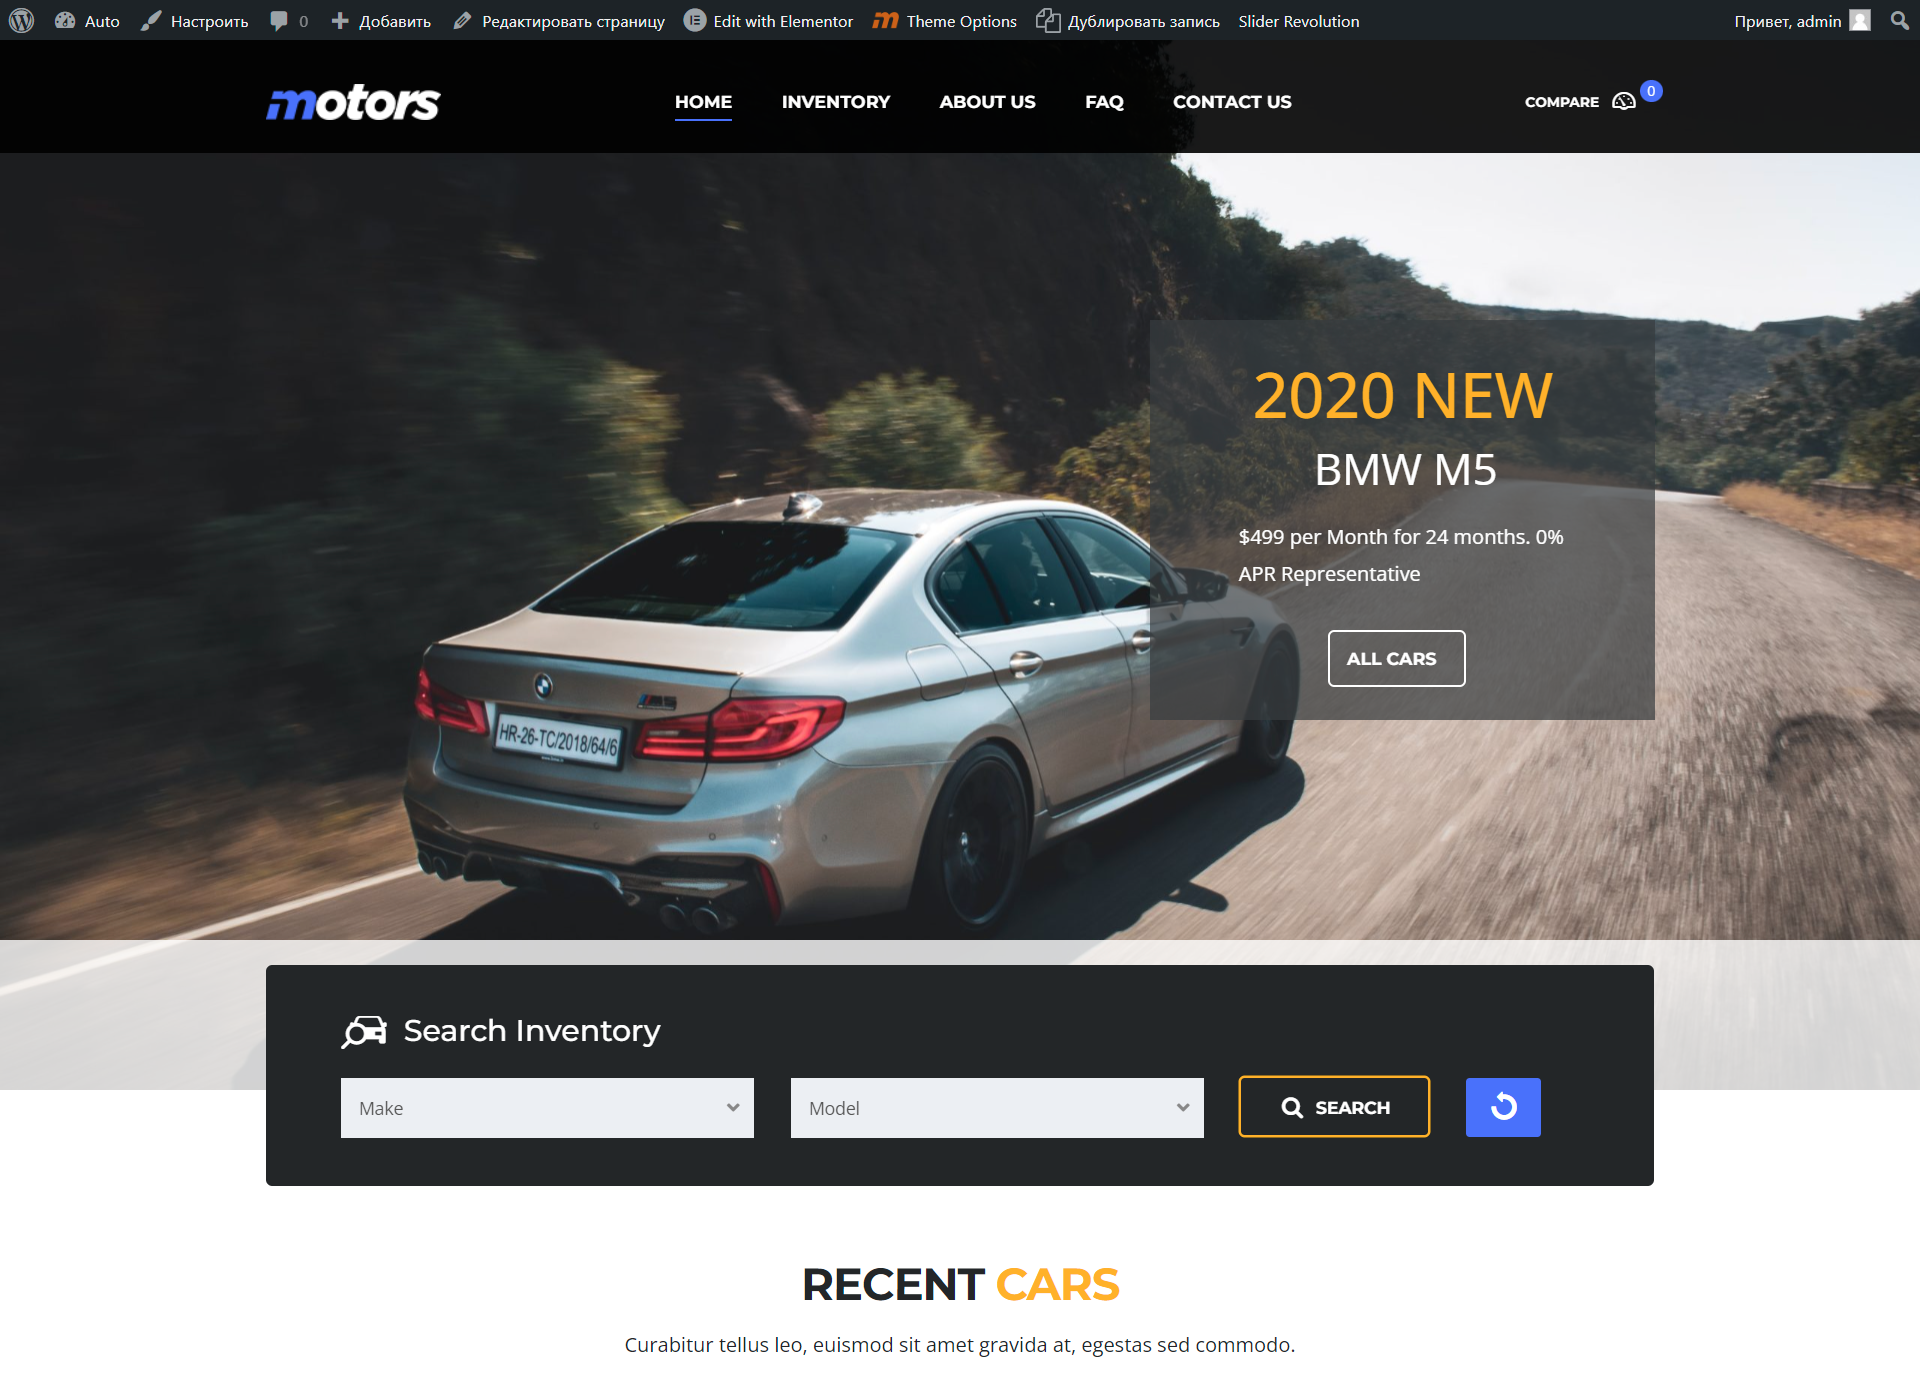 Auto Настроить 0 Добавить Редактировать страницу Edit with Elementor Theme Options Дублировать запись Slider Revolution Привет, admin
motors HOME INVENTORY ABOUT US FAQ CONTACT US COMPARE 0
2020 NEW
BMW M5
$499 per Month for 24 months. 0%
APR Representative
ALL CARS
M5
HR-26-TC/2018/64/6
Search Inventory
Make Model SEARCH
RECENT CARS
Curabitur tellus leo, euismod sit amet gravida at, egestas sed commodo.